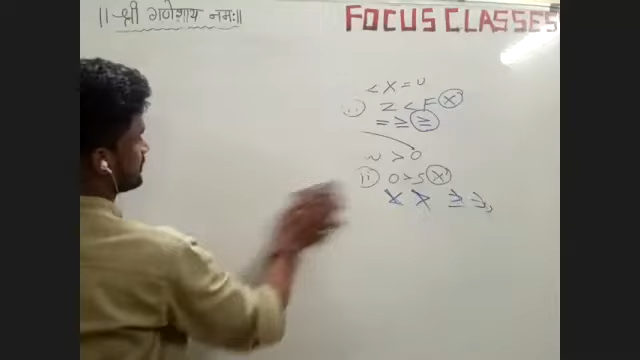 ।। श्री गणेशाय नमः।।
FOCUS CLASSES
< X = U
i) Z < F X
= ≥ ≥
w > O
ii) O > S X
X X ≥ ≥,